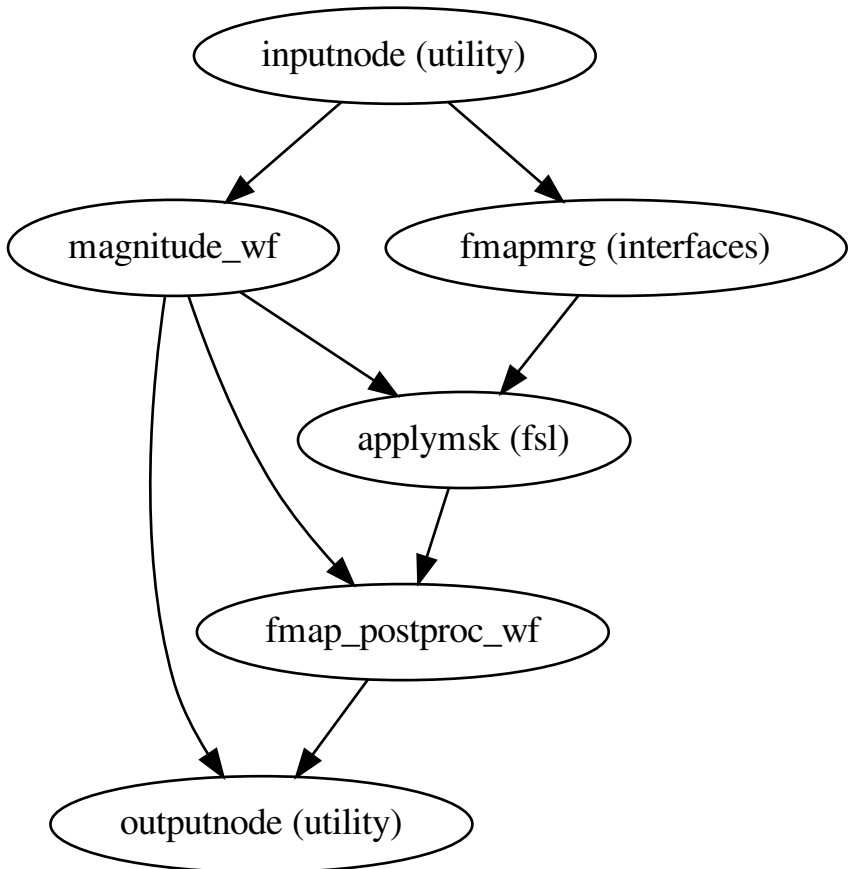 inputnode (utility)
magnitude_wf
fmapmrg (interfaces)
applymsk (fsl)
fmap_postproc_wf
outputnode (utility)